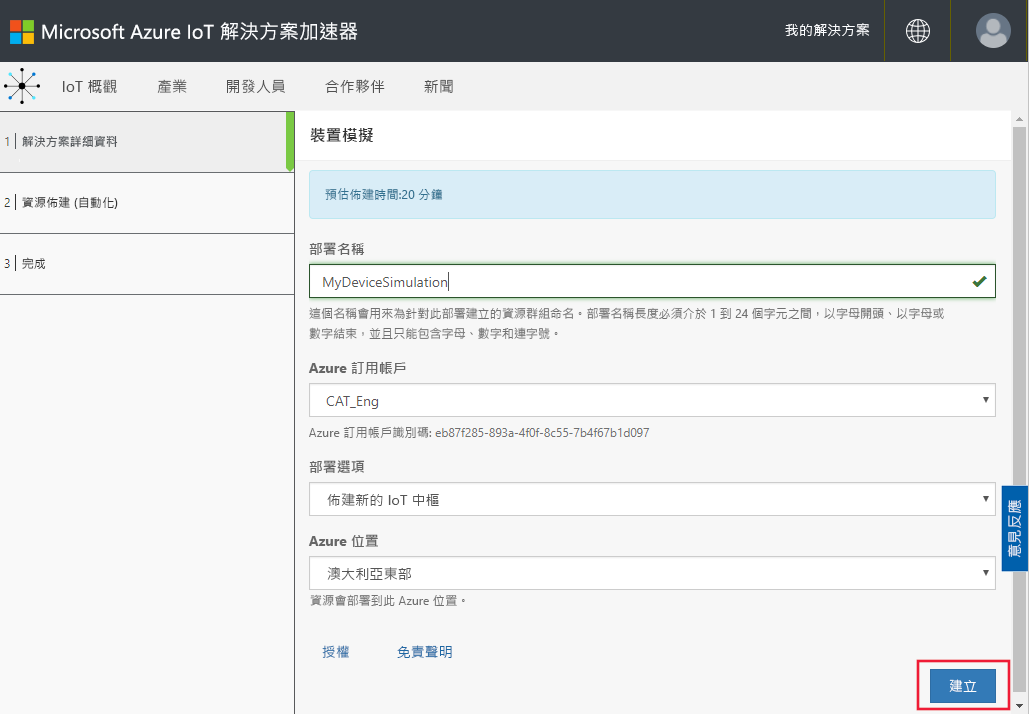 Microsoft Azure IoT 解決方案加速器
我的解決方案
IoT 概觀 產業 開發人員 合作夥伴 新聞
1 解決方案詳細資料
2 資源佈建 (自動化)
3 完成
裝置模擬
預估佈建時間:20 分鐘
部署名稱
MyDeviceSimulation
這個名稱會用來為針對此部署建立的資源群組命名。部署名稱長度必須介於 1 到 24 個字元之間，以字母開頭、以字母或
數字結束，並且只能包含字母、數字和連字號。
Azure 訂用帳戶
CAT_Eng
Azure 訂用帳戶識別碼: eb87f285-893a-4f0f-8c55-7b4f67b1d097
部署選項
佈建新的 IoT 中樞
Azure 位置
澳大利亞東部
資源會部署到此 Azure 位置。
授權 免責聲明
建立
意見反應